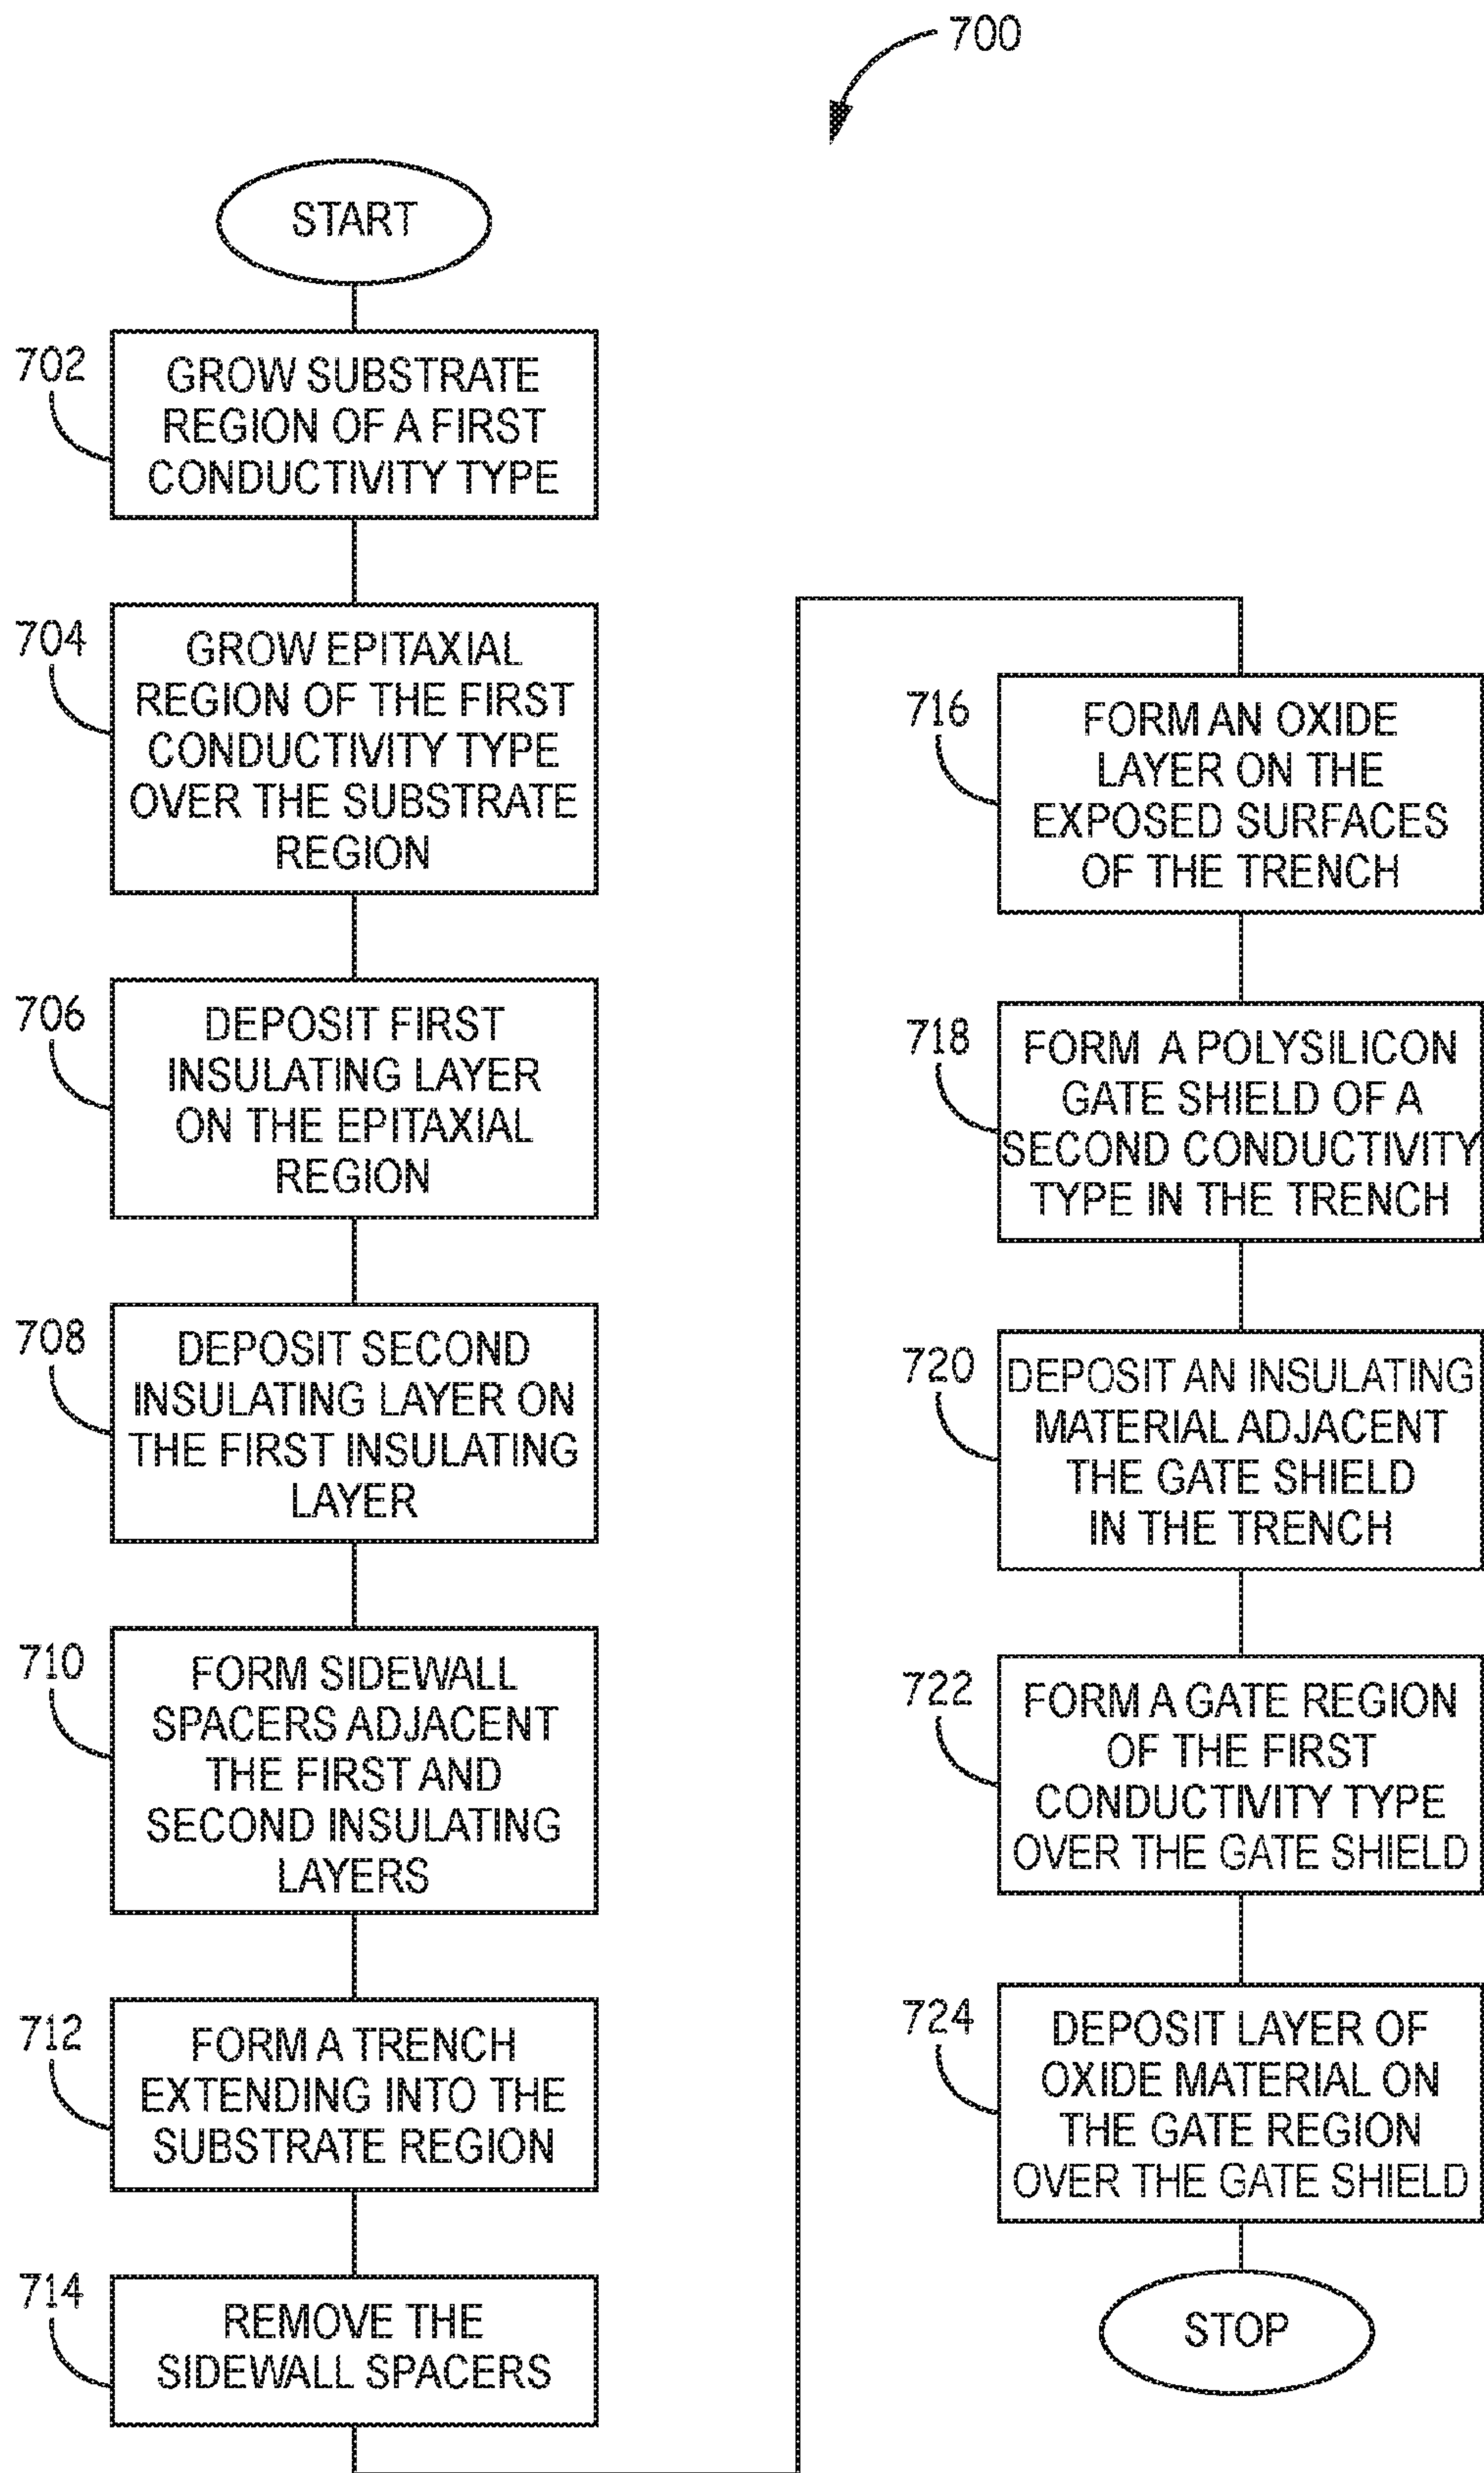 700
START
702
GROW SUBSTRATE
REGION OF A FIRST
CONDUCTIVITY TYPE
704
GROW EPITAXIAL
REGION OF THE FIRST
CONDUCTIVITY TYPE
OVER THE SUBSTRATE
REGION
706
DEPOSIT FIRST
INSULATING LAYER
ON THE EPITAXIAL
REGION
708
DEPOSIT SECOND
INSULATING LAYER ON
THE FIRST INSULATING
LAYER
710
FORM SIDEWALL
SPACERS ADJACENT
THE FIRST AND
SECOND INSULATING
LAYERS
712
FORM A TRENCH
EXTENDING INTO THE
SUBSTRATE REGION
714
REMOVE THE
SIDEWALL SPACERS
716
FORM AN OXIDE
LAYER ON THE
EXPOSED SURFACES
OF THE TRENCH
718
FORM A POLYSILICON
GATE SHIELD OF A
SECOND CONDUCTIVITY
TYPE IN THE TRENCH
720
DEPOSIT AN INSULATING
MATERIAL ADJACENT
THE GATE SHIELD
IN THE TRENCH
722
FORM A GATE REGION
OF THE FIRST
CONDUCTIVITY TYPE
OVER THE GATE SHIELD
724
DEPOSIT LAYER OF
OXIDE MATERIAL ON
THE GATE REGION
OVER THE GATE SHIELD
STOP